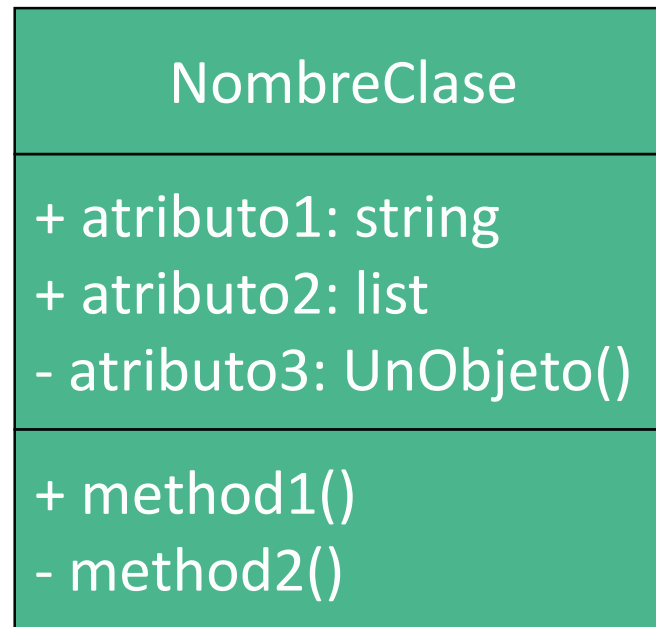 NombreClase
+ atributo1: string
+ atributo2: list
- atributo3: UnObjeto()
+ method1()
- method2()